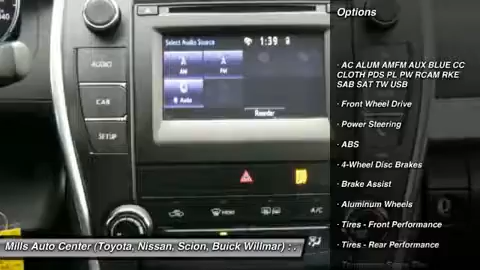 Options
Select Audio Source
1:39
AM
FM
Auto
Reorder
AUDIO
CAR
SETUP
MENU
A/C
· AC ALUM AMFM AUX BLUE CC
CLOTH PDS PL PW RCAM RKE
SAB SAT TW USB
· Front Wheel Drive
· Power Steering
· ABS
· 4-Wheel Disc Brakes
· Brake Assist
· Aluminum Wheels
· Tires - Front Performance
· Tires - Rear Performance
Mills Auto Center (Toyota, Nissan, Scion, Buick Willmar) : .